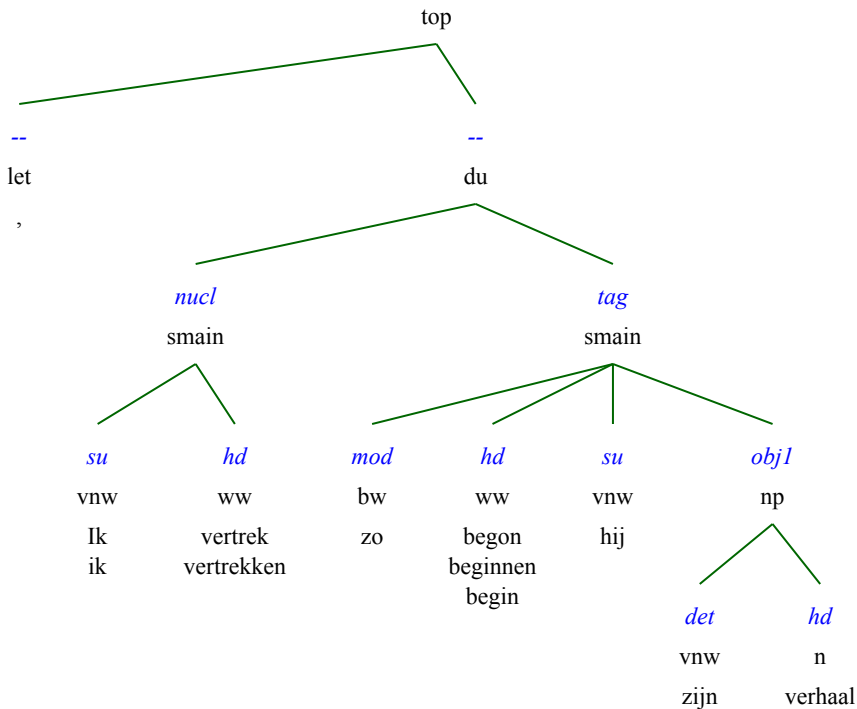 top
-- --
let du
,
nucl tag
smain smain
su hd mod hd su obj1
vnw ww bw ww vnw np
Ik vertrek zo begon hij
ik vertrekken beginnen
begin
det hd
vnw n
zijn verhaal